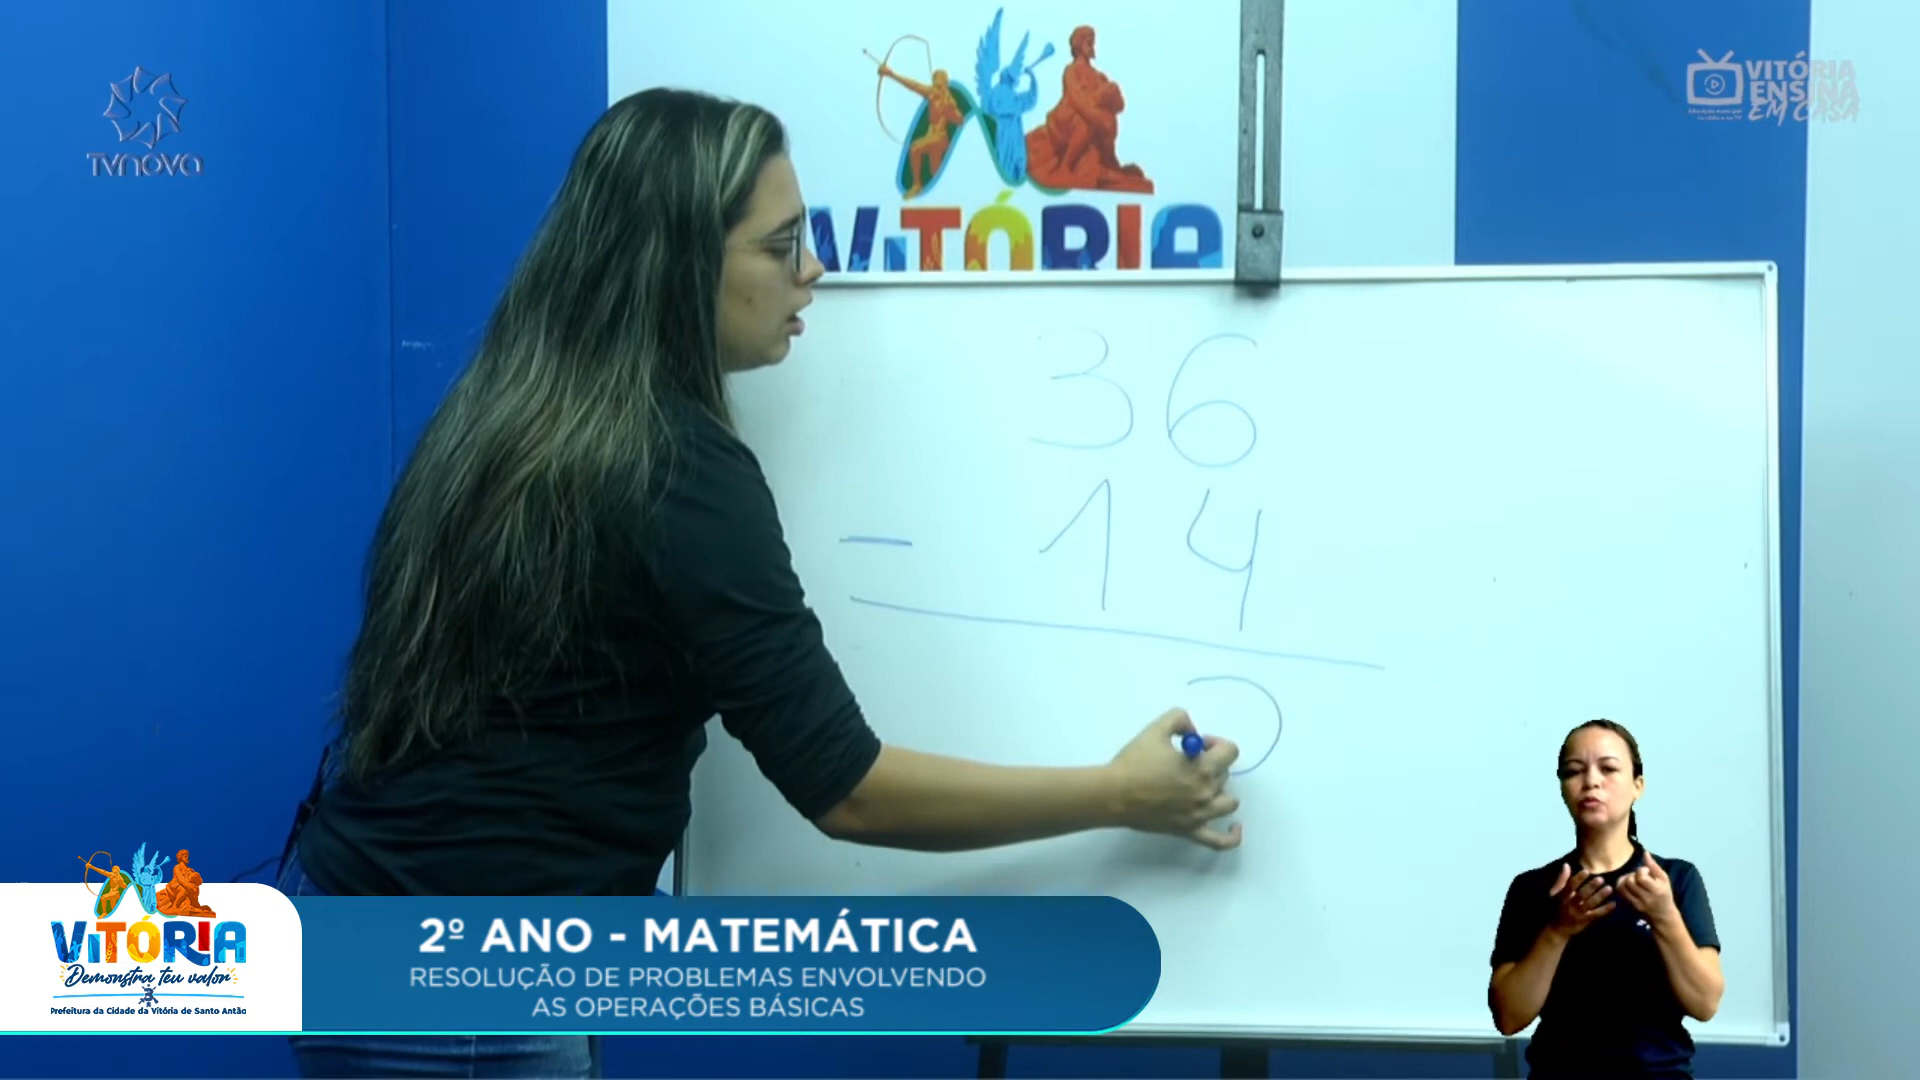 TVNOVA
VITÓRIA
ENSINA
EM CASA
VITÓRIA
36
- 14
VITÓRIA
Demonstra teu valor
Prefeitura da Cidade da Vitória de Santo Antão
2º ANO - MATEMÁTICA
RESOLUÇÃO DE PROBLEMAS ENVOLVENDO
AS OPERAÇÕES BÁSICAS